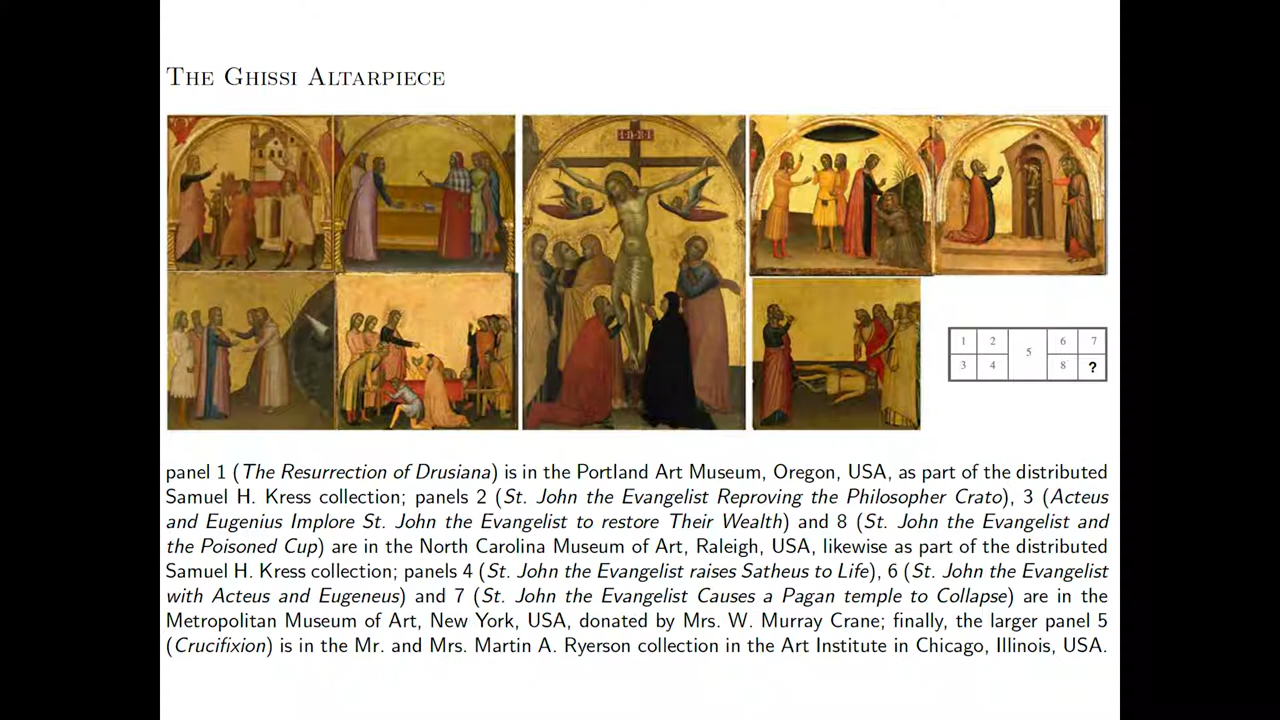 The Ghissi Altarpiece
I·N·R·I
1 2 5 6 7
3 4 8 ?
panel 1 (The Resurrection of Drusiana) is in the Portland Art Museum, Oregon, USA, as part of the distributed
Samuel H. Kress collection; panels 2 (St. John the Evangelist Reproving the Philosopher Crato), 3 (Acteus
and Eugenius Implore St. John the Evangelist to restore Their Wealth) and 8 (St. John the Evangelist and
the Poisoned Cup) are in the North Carolina Museum of Art, Raleigh, USA, likewise as part of the distributed
Samuel H. Kress collection; panels 4 (St. John the Evangelist raises Satheus to Life), 6 (St. John the Evangelist
with Acteus and Eugeneus) and 7 (St. John the Evangelist Causes a Pagan temple to Collapse) are in the
Metropolitan Museum of Art, New York, USA, donated by Mrs. W. Murray Crane; finally, the larger panel 5
(Crucifixion) is in the Mr. and Mrs. Martin A. Ryerson collection in the Art Institute in Chicago, Illinois, USA.